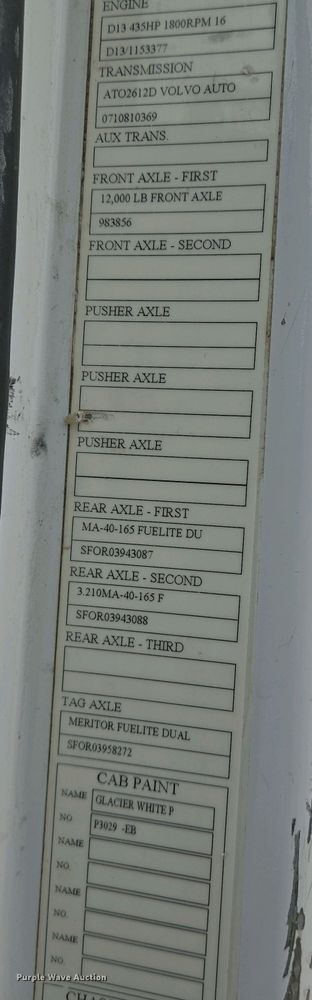 ENGINE
D13 435HP 1800RPM 16
D13/1153377
TRANSMISSION
ATO2612D VOLVO AUTO
0710810369
AUX TRANS.
FRONT AXLE - FIRST
12,000 LB FRONT AXLE
983856
FRONT AXLE - SECOND
PUSHER AXLE
PUSHER AXLE
PUSHER AXLE
REAR AXLE - FIRST
MA-40-165 FUELITE DU
SFOR03943087
REAR AXLE - SECOND
3.210MA-40-165 F
SFOR03943088
REAR AXLE - THIRD
TAG AXLE
MERITOR FUELITE DUAL
SFOR03958272
CAB PAINT
NAME GLACIER WHITE P
NO P3029 -EB
NAME
NO.
NAME
NO.
NAME
NO.
Purple Wave Auction